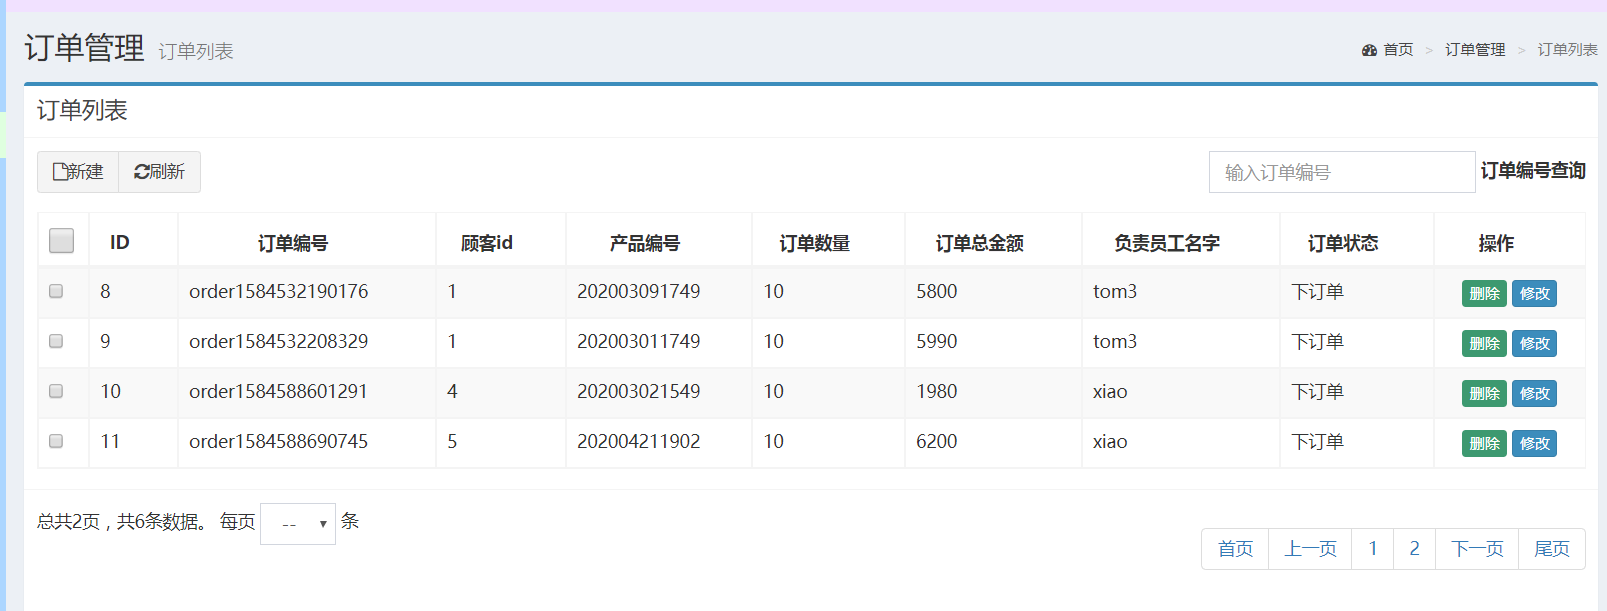 订单管理 订单列表
首页 > 订单管理 > 订单列表
订单列表
新建 刷新
输入订单编号 订单编号查询
ID 订单编号 顾客id 产品编号 订单数量 订单总金额 负责员工名字 订单状态 操作
8 order1584532190176 1 202003091749 10 5800 tom3 下订单 删除 修改
9 order1584532208329 1 202003011749 10 5990 tom3 下订单 删除 修改
10 order1584588601291 4 202003021549 10 1980 xiao 下订单 删除 修改
11 order1584588690745 5 202004211902 10 6200 xiao 下订单 删除 修改
总共2页，共6条数据。 每页 -- 条
首页 上一页 1 2 下一页 尾页